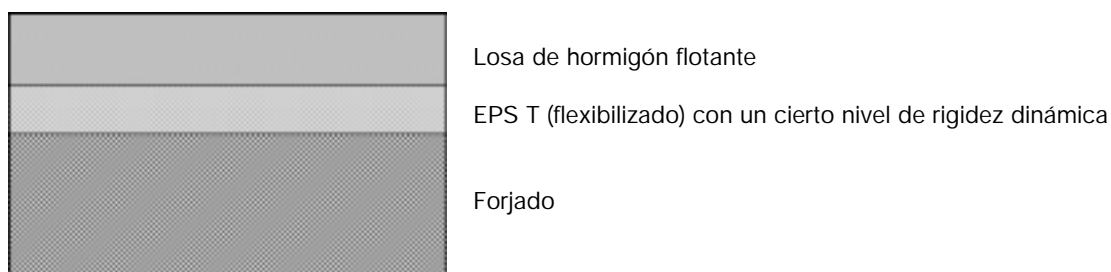 Losa de hormigón flotante
EPS T (flexibilizado) con un cierto nivel de rigidez dinámica
Forjado